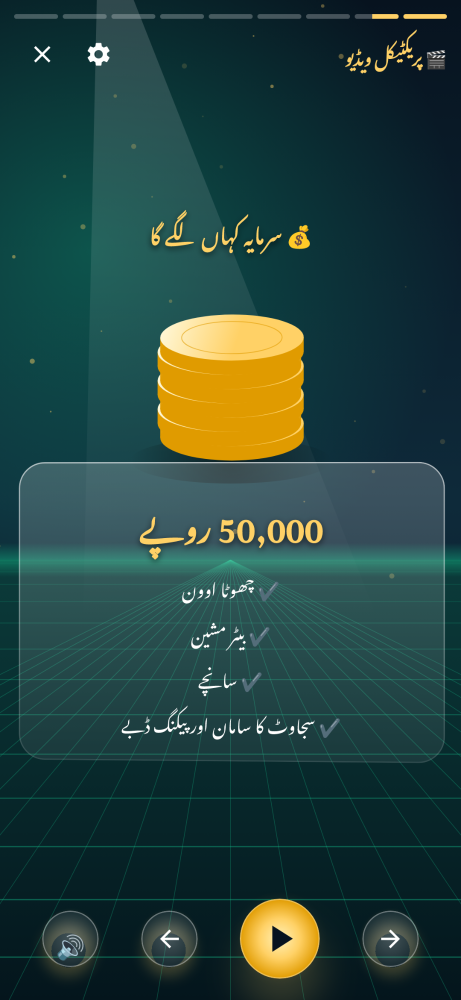 🎬 پریکٹیکل ویڈیو
💰 سرمایہ کہاں لگے گا
50,000 روپے
✔ چھوٹا اوون
✔ بیٹر مشین
✔ سانچے
✔ سجاوٹ کا سامان اور پیکنگ ڈبے